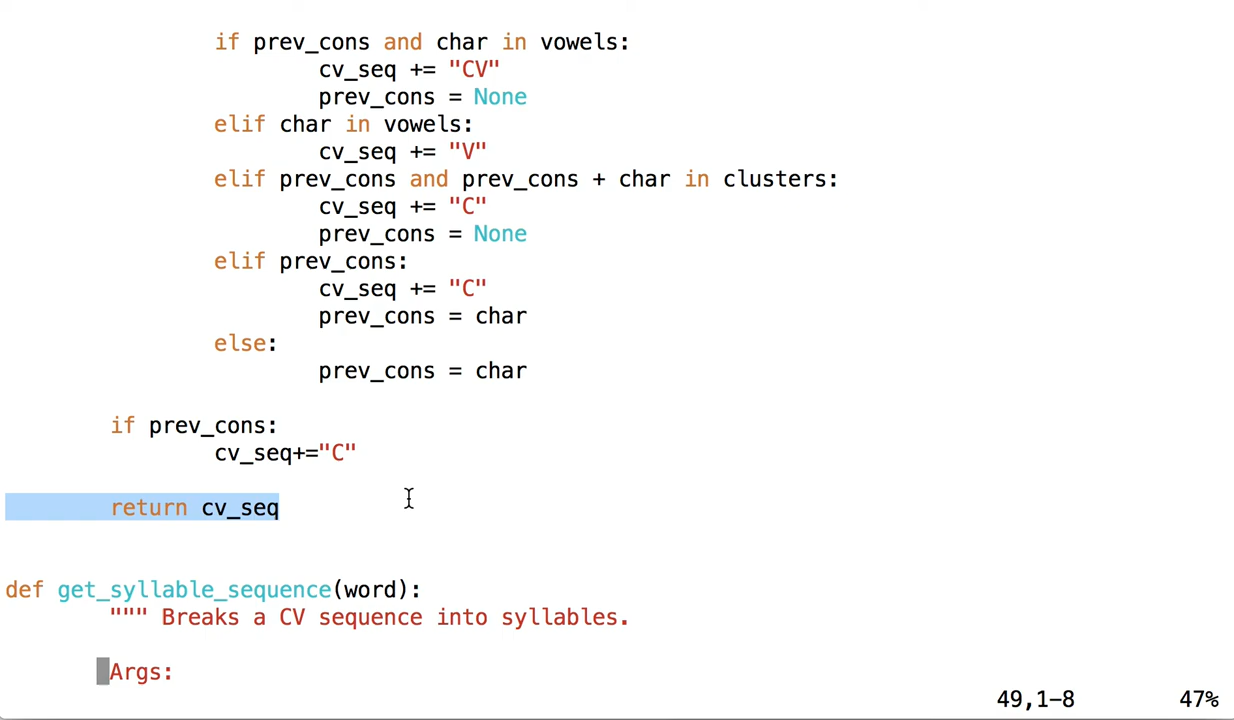 if prev_cons and char in vowels:
cv_seq += "CV"
prev_cons = None
elif char in vowels:
cv_seq += "V"
elif prev_cons and prev_cons + char in clusters:
cv_seq += "C"
prev_cons = None
elif prev_cons:
cv_seq += "C"
prev_cons = char
else:
prev_cons = char
if prev_cons:
cv_seq+="C"
return cv_seq
def get_syllable_sequence(word):
""" Breaks a CV sequence into syllables.
Args:
49,1-8 47%